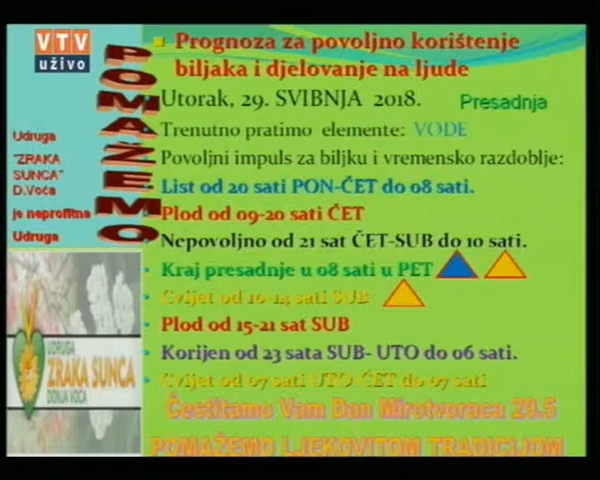 VTV
uživo
POMAŽEMO
Udruga
"ZRAKA
SUNCA"
D.Voća
je neprofitna
Udruga
UDRUGA
ZRAKA SUNCA
DONJA VOĆA
Prognoza za povoljno korištenje
biljaka i djelovanje na ljude
Utorak, 29. SVIBNJA 2018. Presadnja
Trenutno pratimo elemente: VODE
Povoljni impuls za biljku i vremensko razdoblje:
List od 20 sati PON-ČET do 08 sati.
Plod od 09-20 sati ČET
Nepovoljno od 21 sat ČET-SUB do 10 sati.
Kraj presadnje u 08 sati u PET
Cvijet od 10-14 sati SUB
Plod od 15-21 sat SUB
Korijen od 23 sata SUB- UTO do 06 sati.
Cvijet od 07 sati UTO-ČET do 07 sati
Čestitamo Vam Dan Mirotvoraca 29.5
POMAŽEMO LJEKOVITOM TRADICIJOM